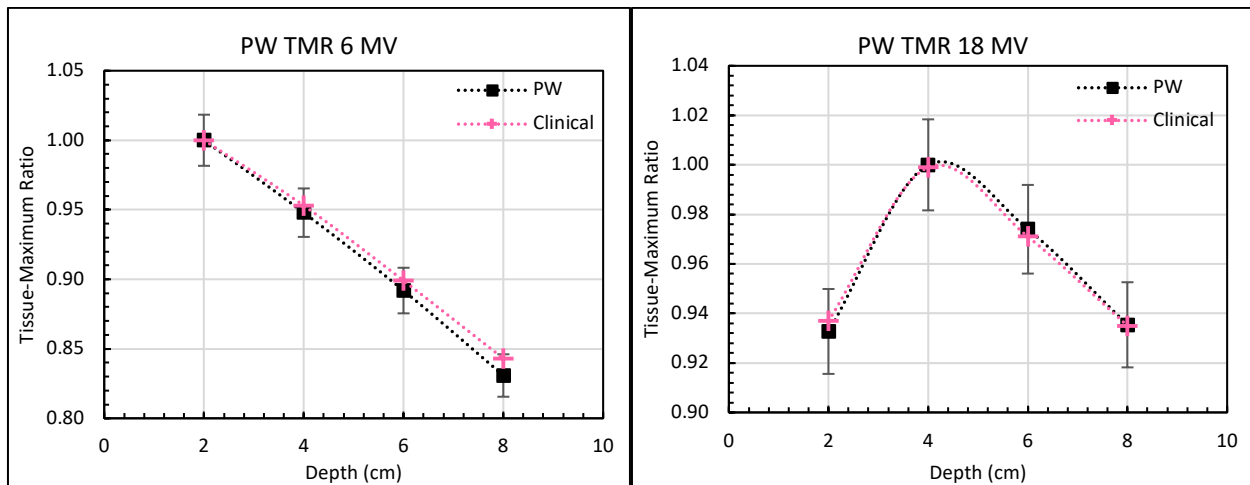 PW TMR 6 MV
PW
Clinical
Tissue-Maximum Ratio
1.05
1.00
0.95
0.90
0.85
0.80
0
2
4
6
8
10
Depth (cm)
PW TMR 18 MV
PW
Clinical
Tissue-Maximum Ratio
1.04
1.02
1.00
0.98
0.96
0.94
0.92
0.90
0
2
4
6
8
10
Depth (cm)